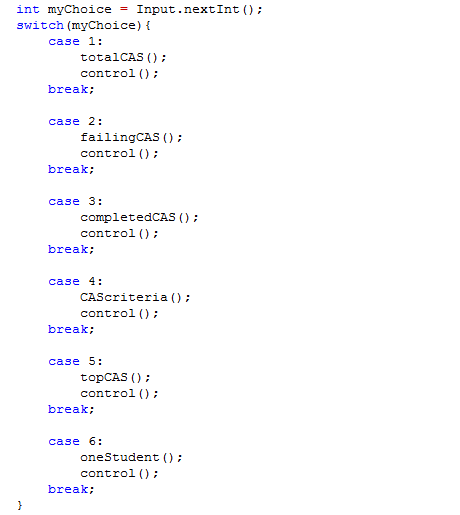 int myChoice = Input.nextInt();
switch(myChoice){
    case 1:
        totalCAS();
        control();
    break;

    case 2:
        failingCAS();
        control();
    break;

    case 3:
        completedCAS();
        control();
    break;

    case 4:
        CAScriteria();
        control();
    break;

    case 5:
        topCAS();
        control();
    break;

    case 6:
        oneStudent();
        control();
    break;
}